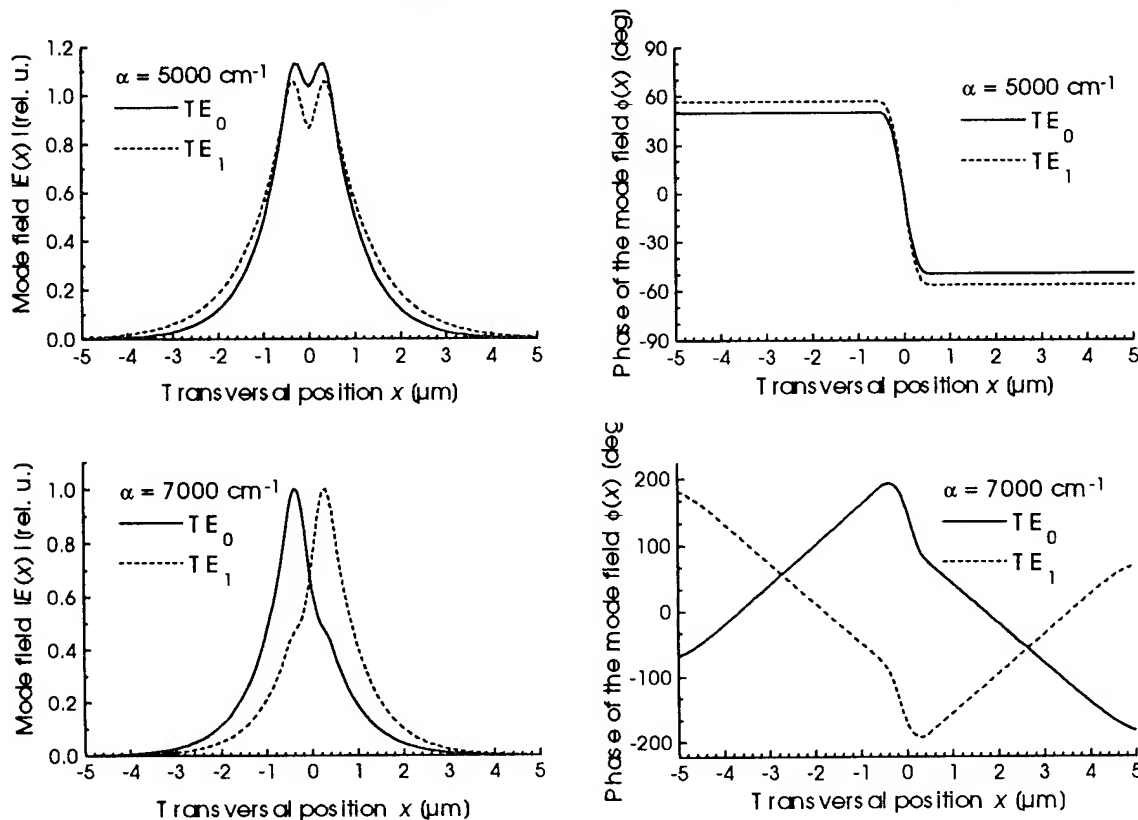 Mode field |E(x)| (rel. u.)
1.2
1.0
0.8
0.6
0.4
0.2
0.0
α = 5000 cm-1
TE0
TE1
-5 -4 -3 -2 -1 0 1 2 3 4 5
Transversal position x (µm)
Phase of the mode field ϕ(x) (deg)
90
60
30
0
-30
-60
-90
α = 5000 cm-1
TE0
TE1
-5 -4 -3 -2 -1 0 1 2 3 4 5
Transversal position x (µm)
Mode field |E(x)| (rel. u.)
1.0
0.8
0.6
0.4
0.2
0.0
α = 7000 cm-1
TE0
TE1
-5 -4 -3 -2 -1 0 1 2 3 4 5
Transversal position x (µm)
Phase of the mode field ϕ(x) (deg
200
100
0
-100
-200
α = 7000 cm-1
TE0
TE1
-5 -4 -3 -2 -1 0 1 2 3 4 5
Transversal position x (µm)